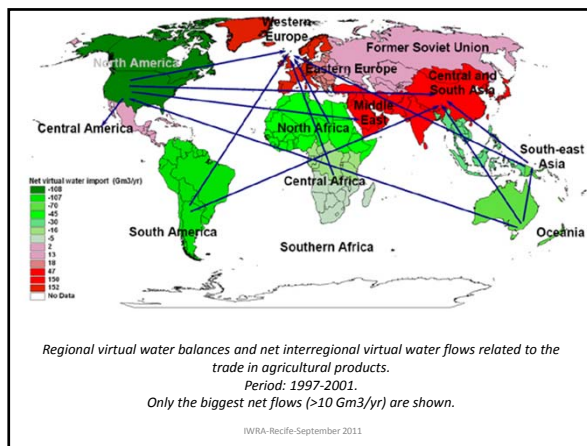 Western
Europe
North America
Former Soviet Union
Eastern Europe
Central and
South Asia
Middle
East
North Africa
Central America
South-east
Asia
Net virtual water import (Gm3/yr)
-108
-107
-70
-45
-30
-16
-5
2
13
18
47
150
152
No Data
Central Africa
South America
Oceania
Southern Africa
Regional virtual water balances and net interregional virtual water flows related to the
trade in agricultural products.
Period: 1997-2001.
Only the biggest net flows (>10 Gm3/yr) are shown.
IWRA-Recife-September 2011